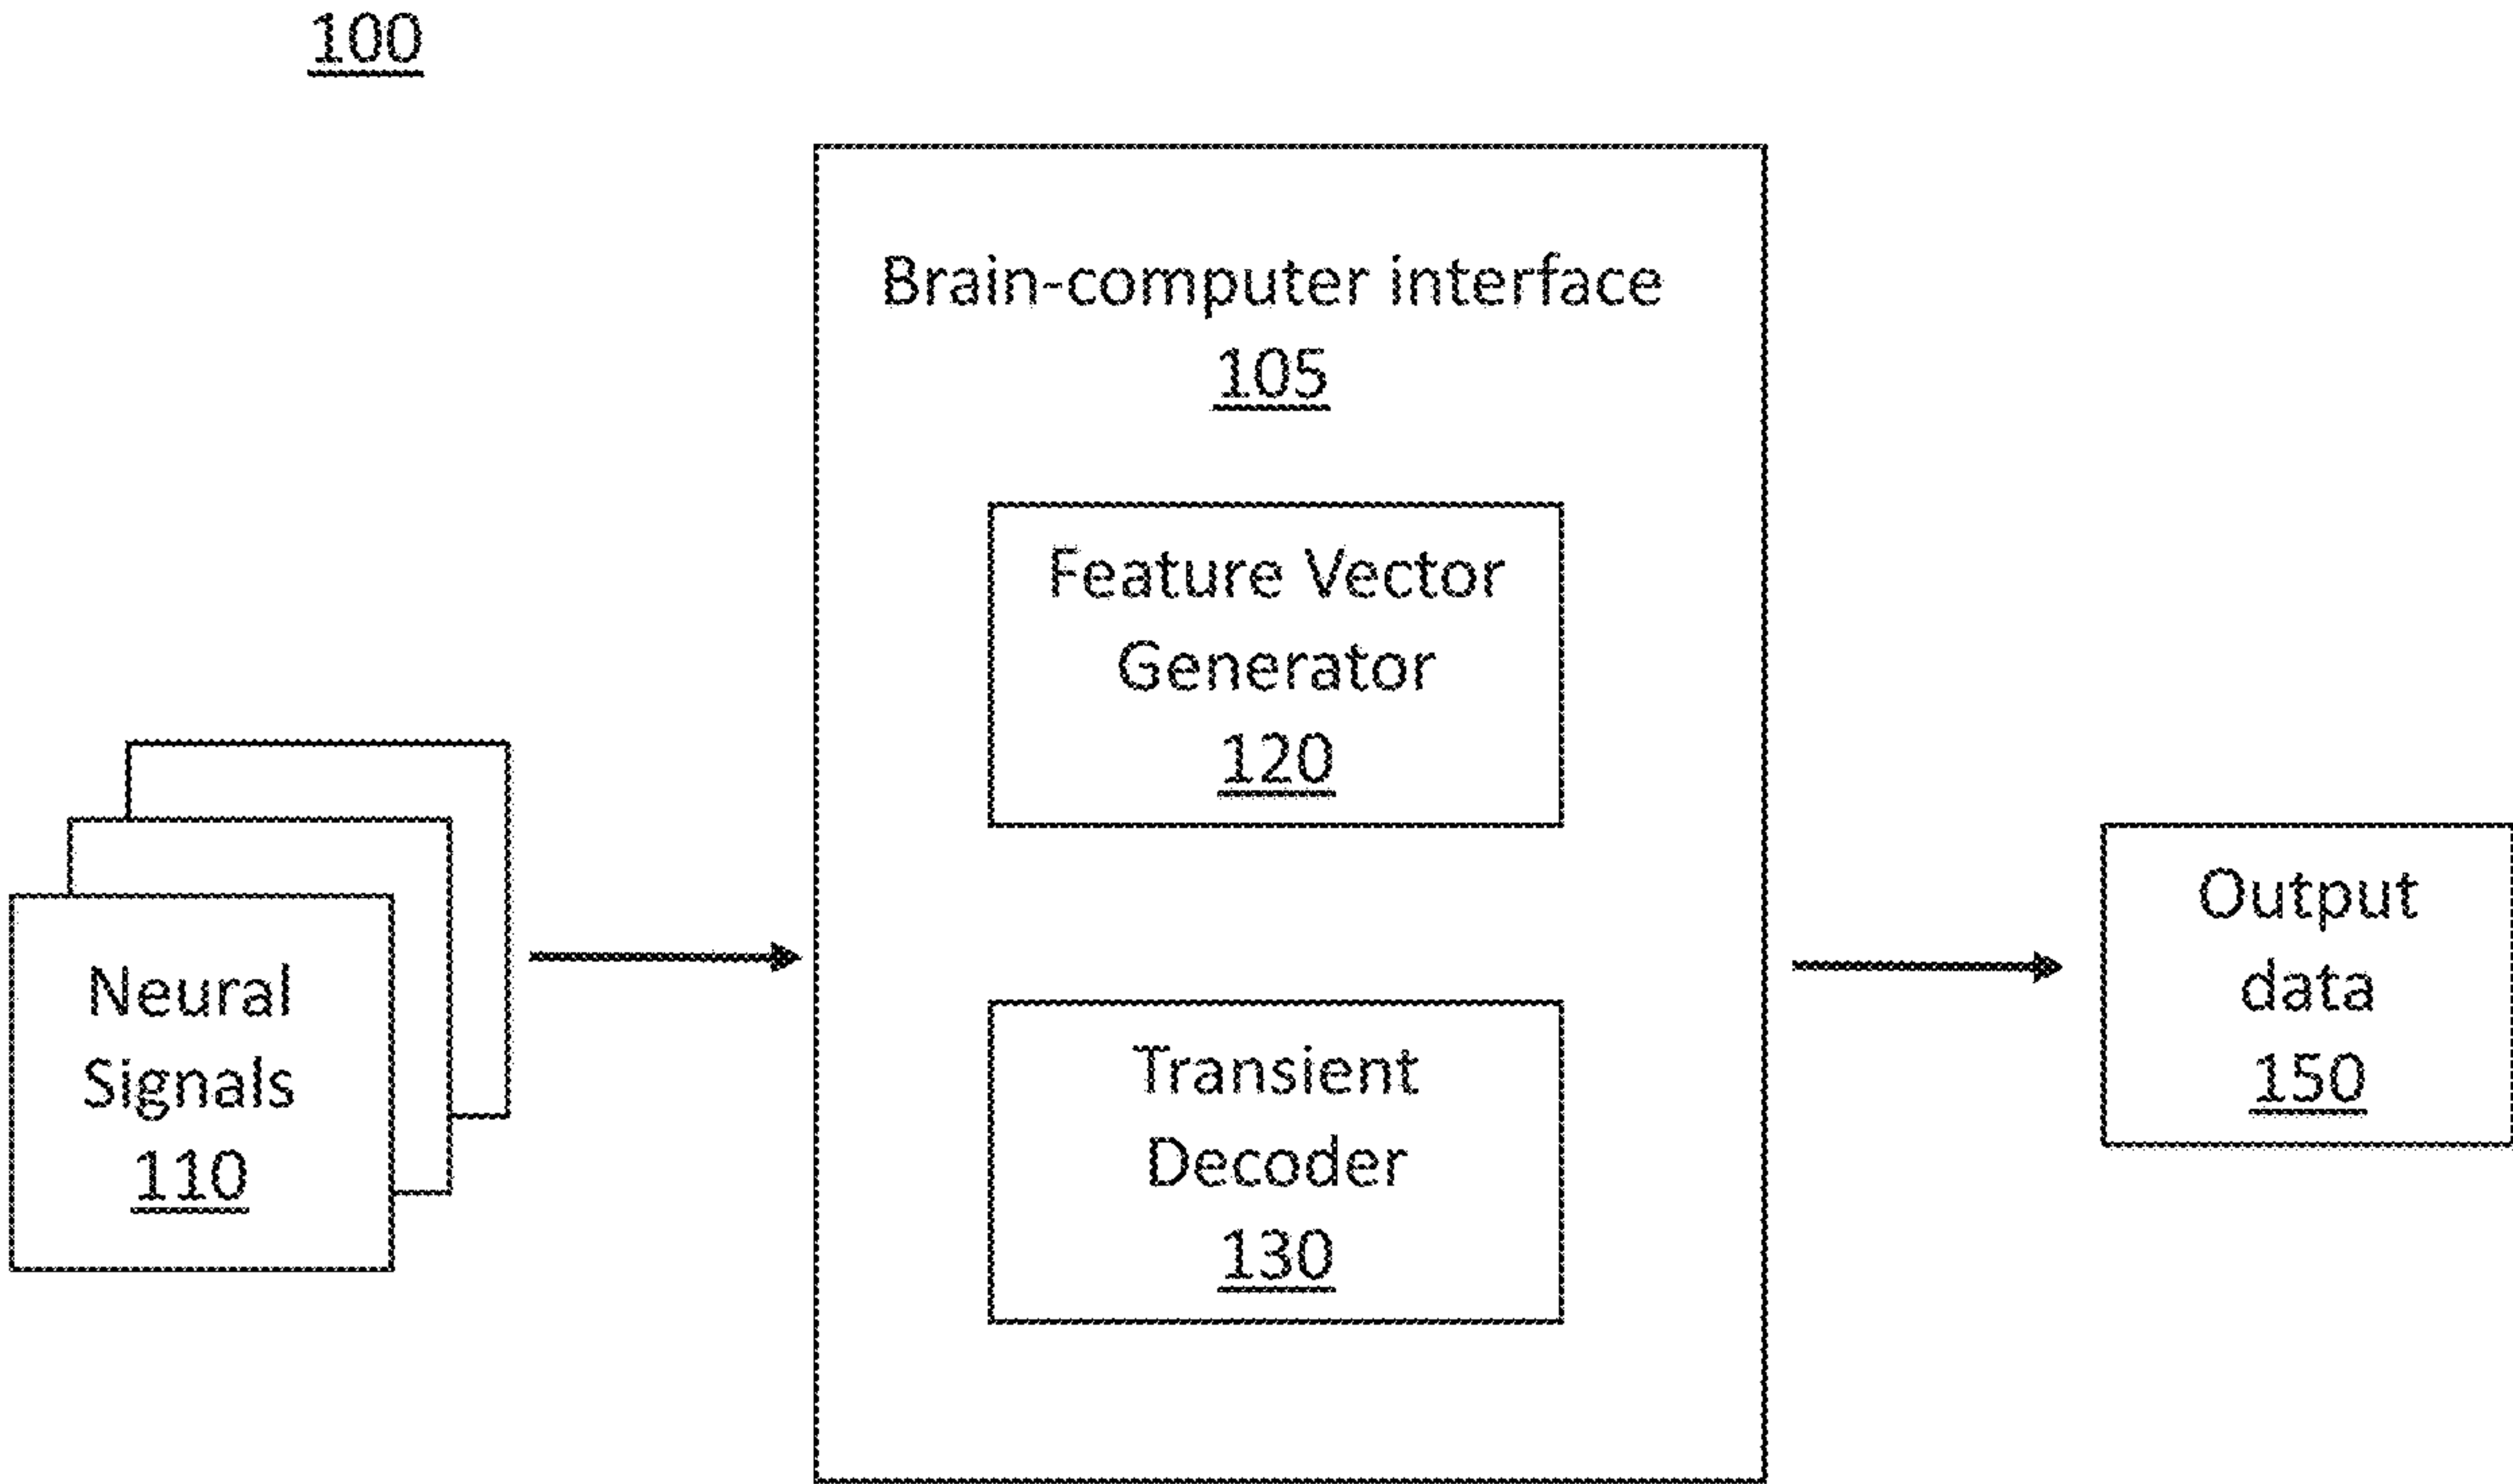 100
Brain-computer interface
105
Feature Vector
Generator
120
Neural
Signals
110
Transient
Decoder
130
Output
data
150